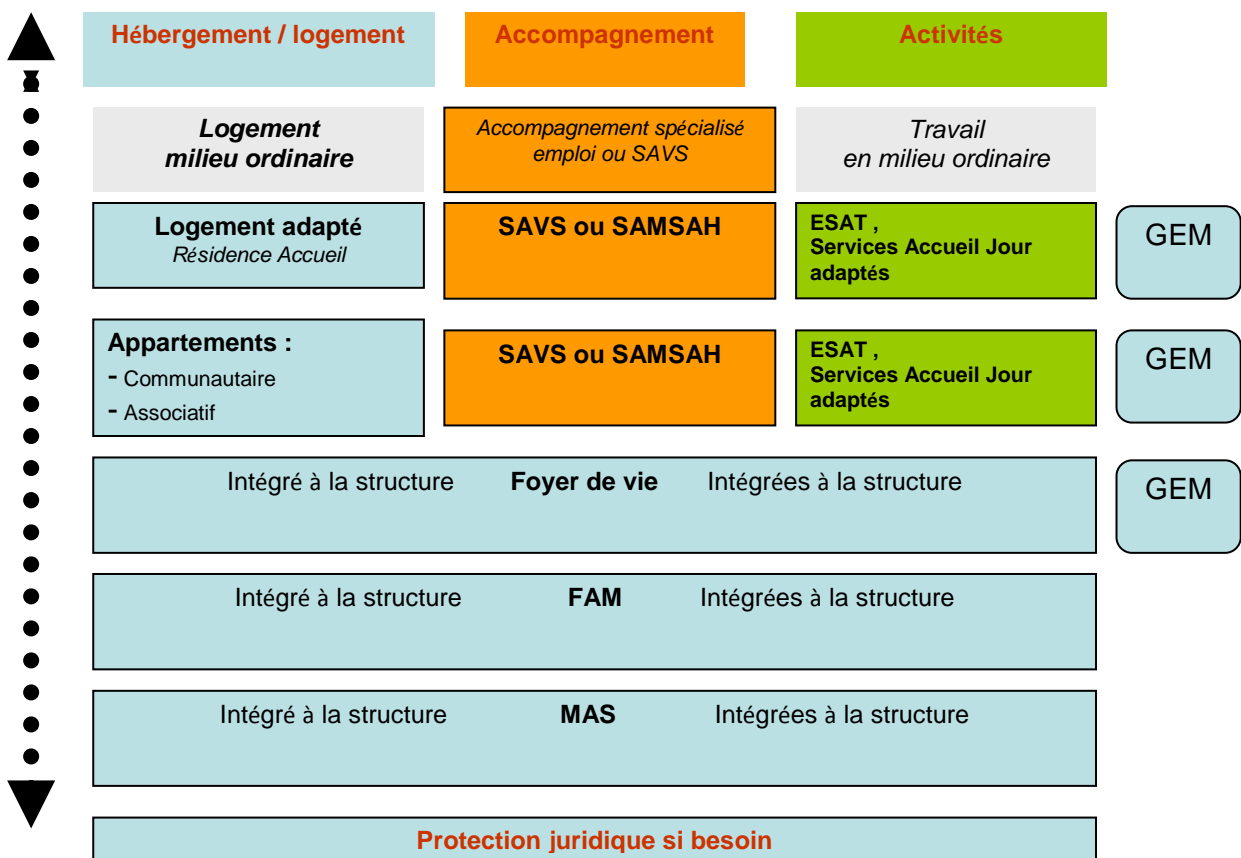 Hébergement / logement
Accompagnement
Activités
Logement
milieu ordinaire
Accompagnement spécialisé
emploi ou SAVS
Travail
en milieu ordinaire
Logement adapté
Résidence Accueil
SAVS ou SAMSAH
ESAT ,
Services Accueil Jour
adaptés
GEM
Appartements :
- Communautaire
- Associatif
SAVS ou SAMSAH
ESAT ,
Services Accueil Jour
adaptés
GEM
Intégré à la structure Foyer de vie Intégrées à la structure
GEM
Intégré à la structure FAM Intégrées à la structure
Intégré à la structure MAS Intégrées à la structure
Protection juridique si besoin